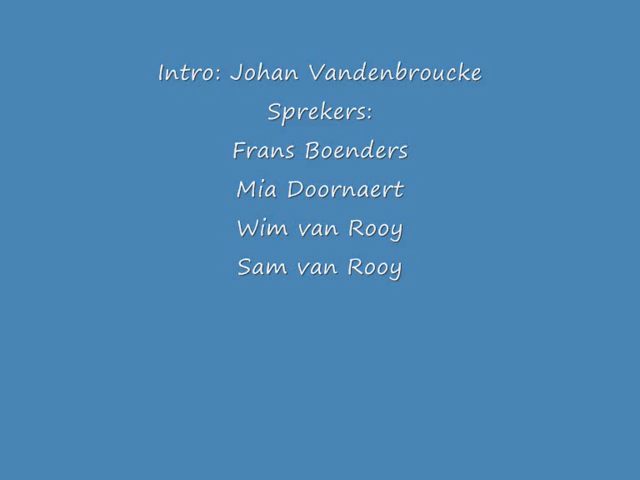 Intro: Johan Vandenbroucke
Sprekers:
Frans Boenders
Mia Doornaert
Wim van Rooy
Sam van Rooy